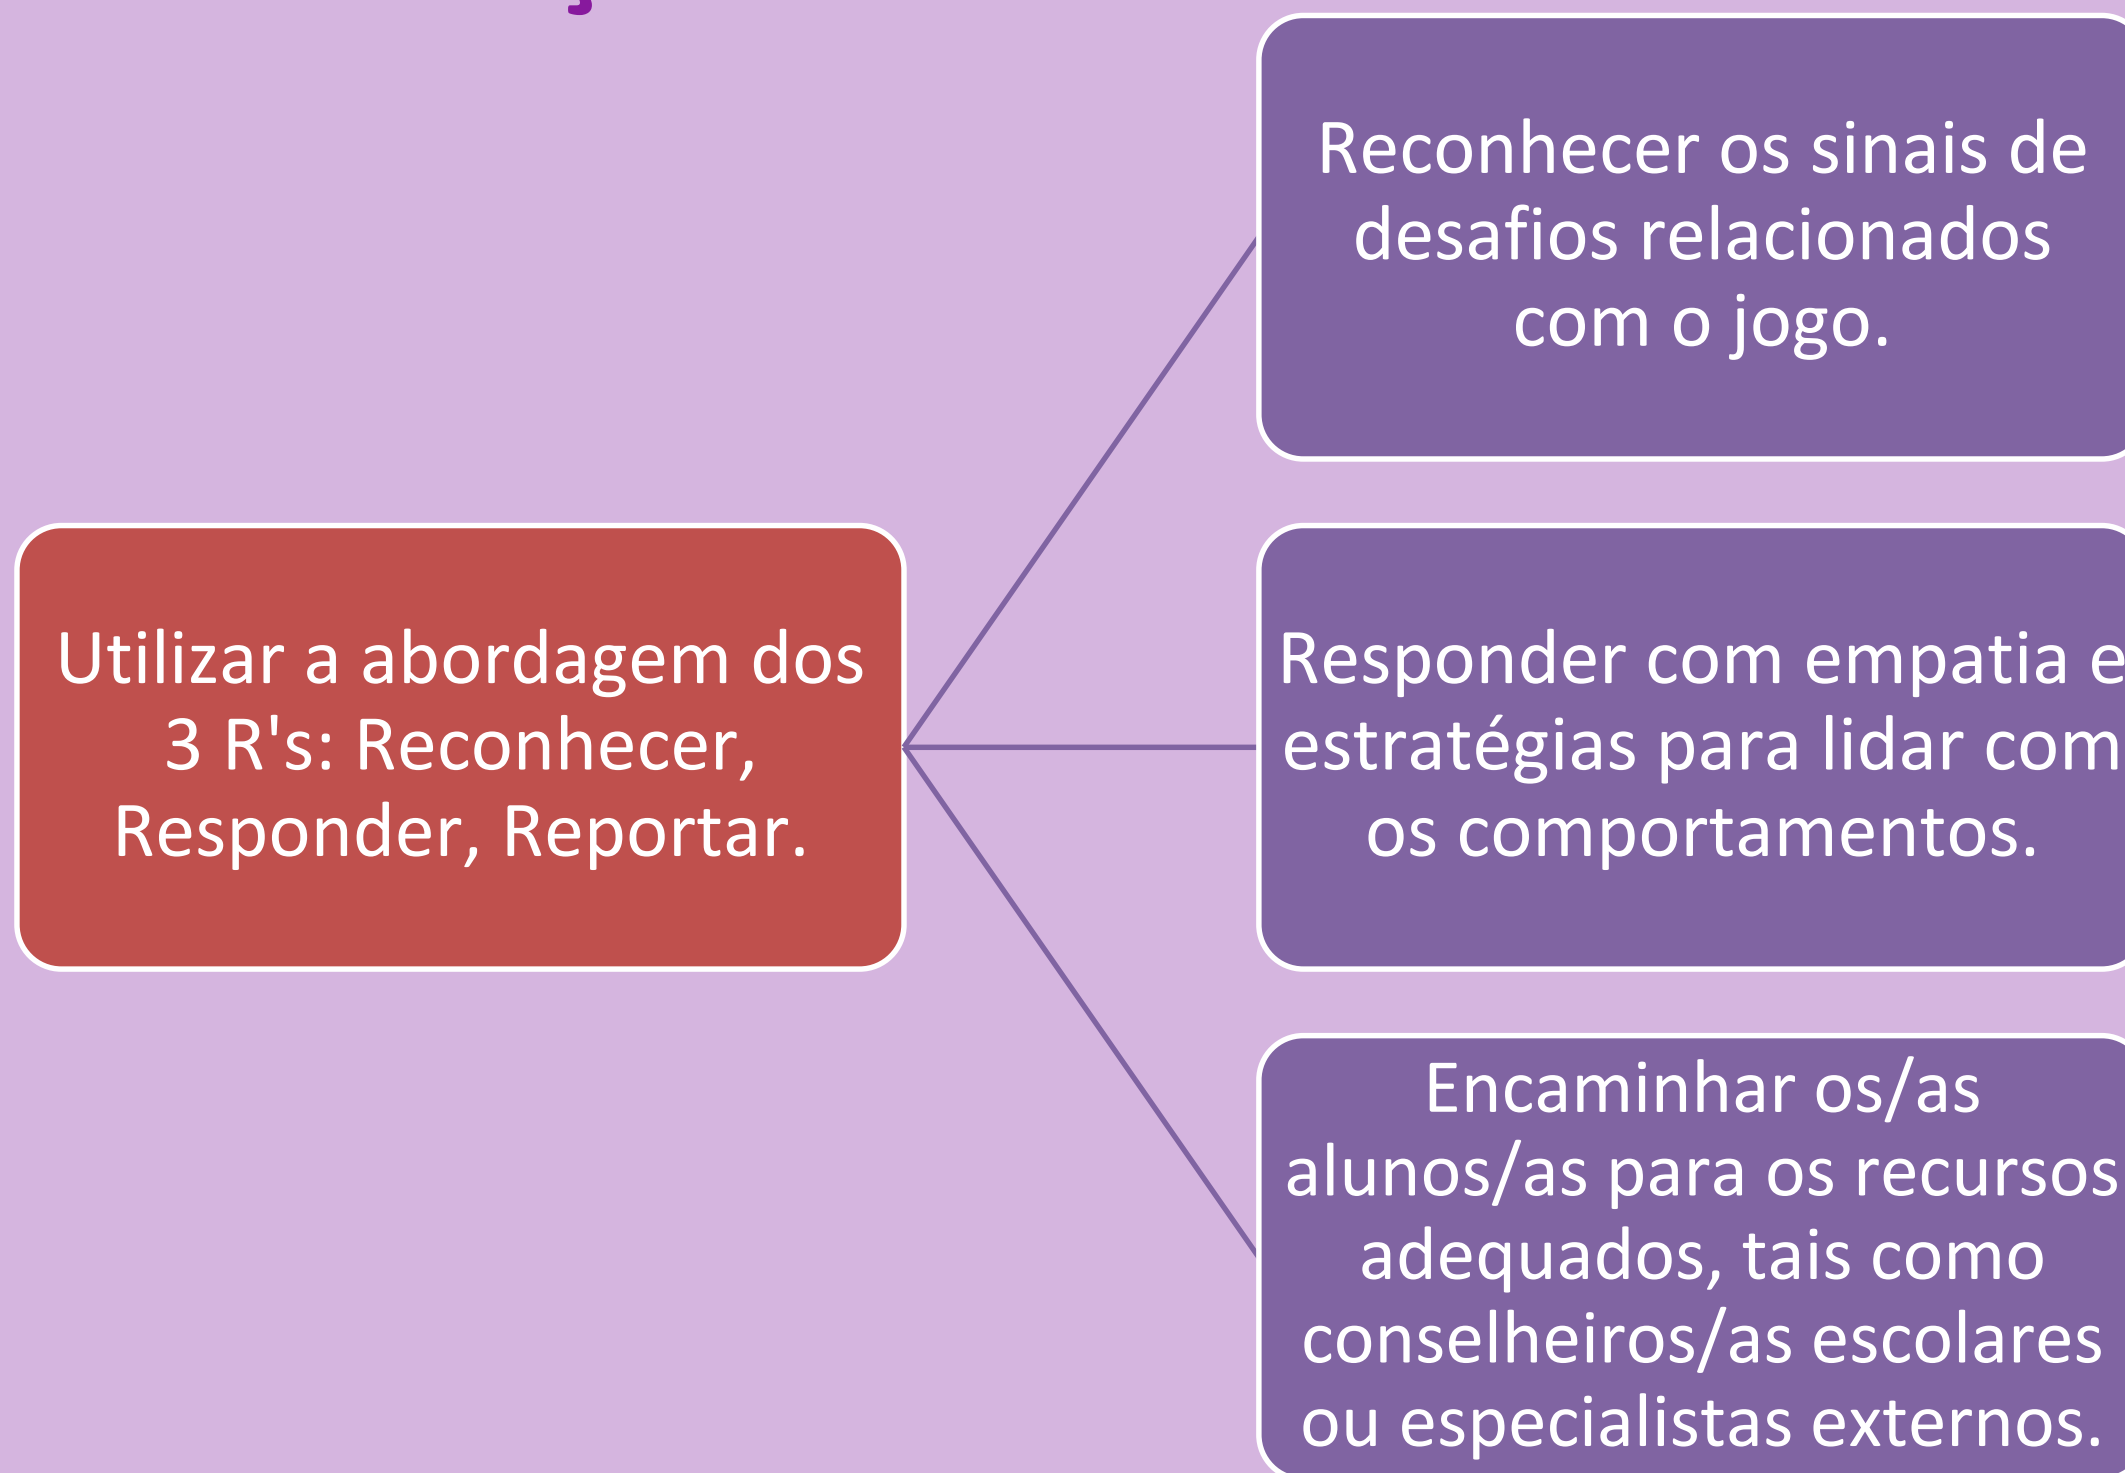 Utilizar a abordagem dos
3 R's: Reconhecer,
Responder, Reportar.
Reconhecer os sinais de
desafios relacionados
com o jogo.
Responder com empatia e
estratégias para lidar com
os comportamentos.
Encaminhar os/as
alunos/as para os recursos
adequados, tais como
conselheiros/as escolares
ou especialistas externos.